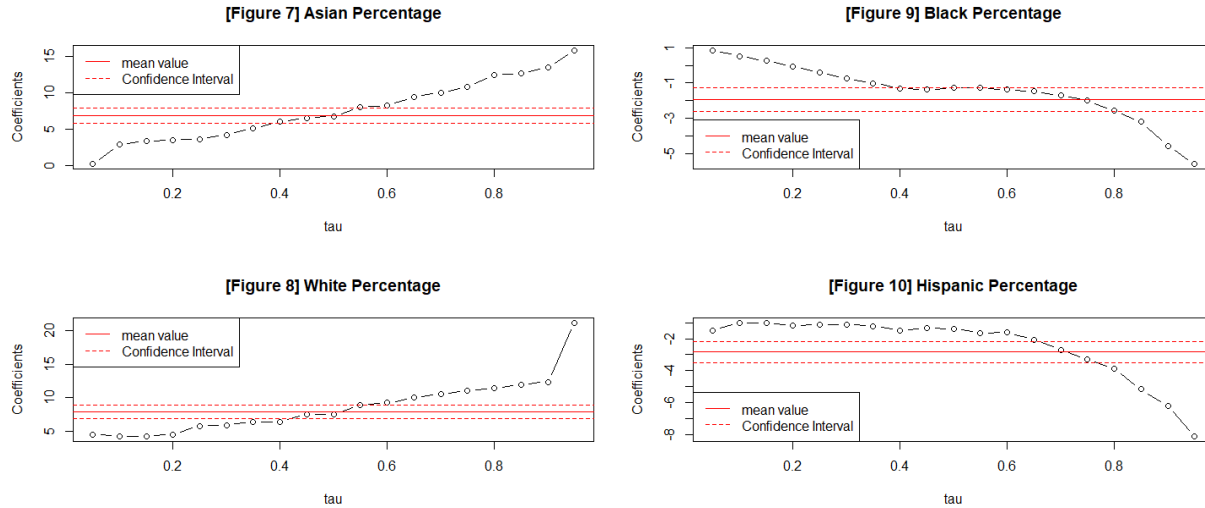 [Figure 7] Asian Percentage
Coefficients
15
10
5
0
mean value
Confidence Interval
0.2 0.4 0.6 0.8
tau
[Figure 9] Black Percentage
Coefficients
1
-1
-3
-5
mean value
Confidence Interval
0.2 0.4 0.6 0.8
tau
[Figure 8] White Percentage
Coefficients
20
15
10
5
mean value
Confidence Interval
0.2 0.4 0.6 0.8
tau
[Figure 10] Hispanic Percentage
Coefficients
-2
-4
-6
-8
mean value
Confidence Interval
0.2 0.4 0.6 0.8
tau